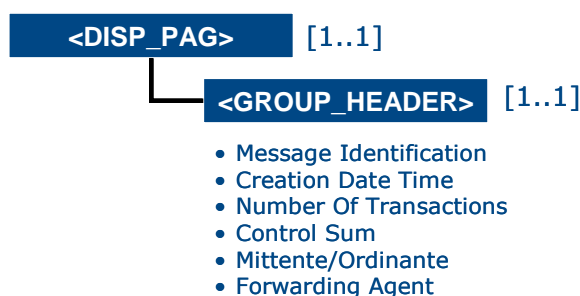 <DISP_PAG> [1..1]
<GROUP_HEADER> [1..1]
• Message Identification
• Creation Date Time
• Number Of Transactions
• Control Sum
• Mittente/Ordinante
• Forwarding Agent